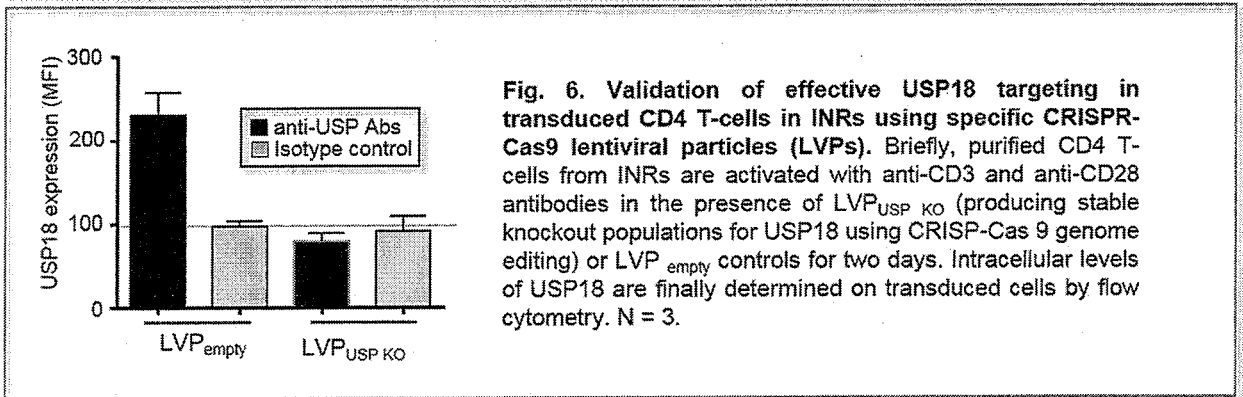 300
200
100
0
USP18 expression (MFI)
anti-USP Abs
Isotype control
LVPempty
LVPUSP KO
Fig. 6. Validation of effective USP18 targeting in
transduced CD4 T-cells in INRs using specific CRISPR-
Cas9 lentiviral particles (LVPs). Briefly, purified CD4 T-
cells from INRs are activated with anti-CD3 and anti-CD28
antibodies in the presence of LVPUSP KO (producing stable
knockout populations for USP18 using CRISP-Cas 9 genome
editing) or LVP empty controls for two days. Intracellular levels
of USP18 are finally determined on transduced cells by flow
cytometry. N = 3.